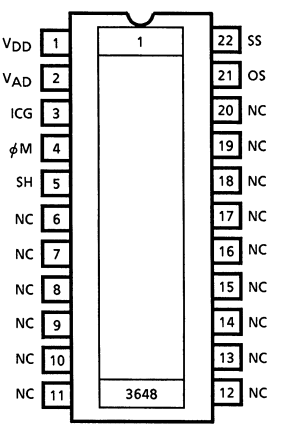 VDD 1 1 22 SS
VAD 2 21 OS
ICG 3 20 NC
ϕM 4 19 NC
SH 5 18 NC
NC 6 17 NC
NC 7 16 NC
NC 8 15 NC
NC 9 14 NC
NC 10 13 NC
NC 11 3648 12 NC